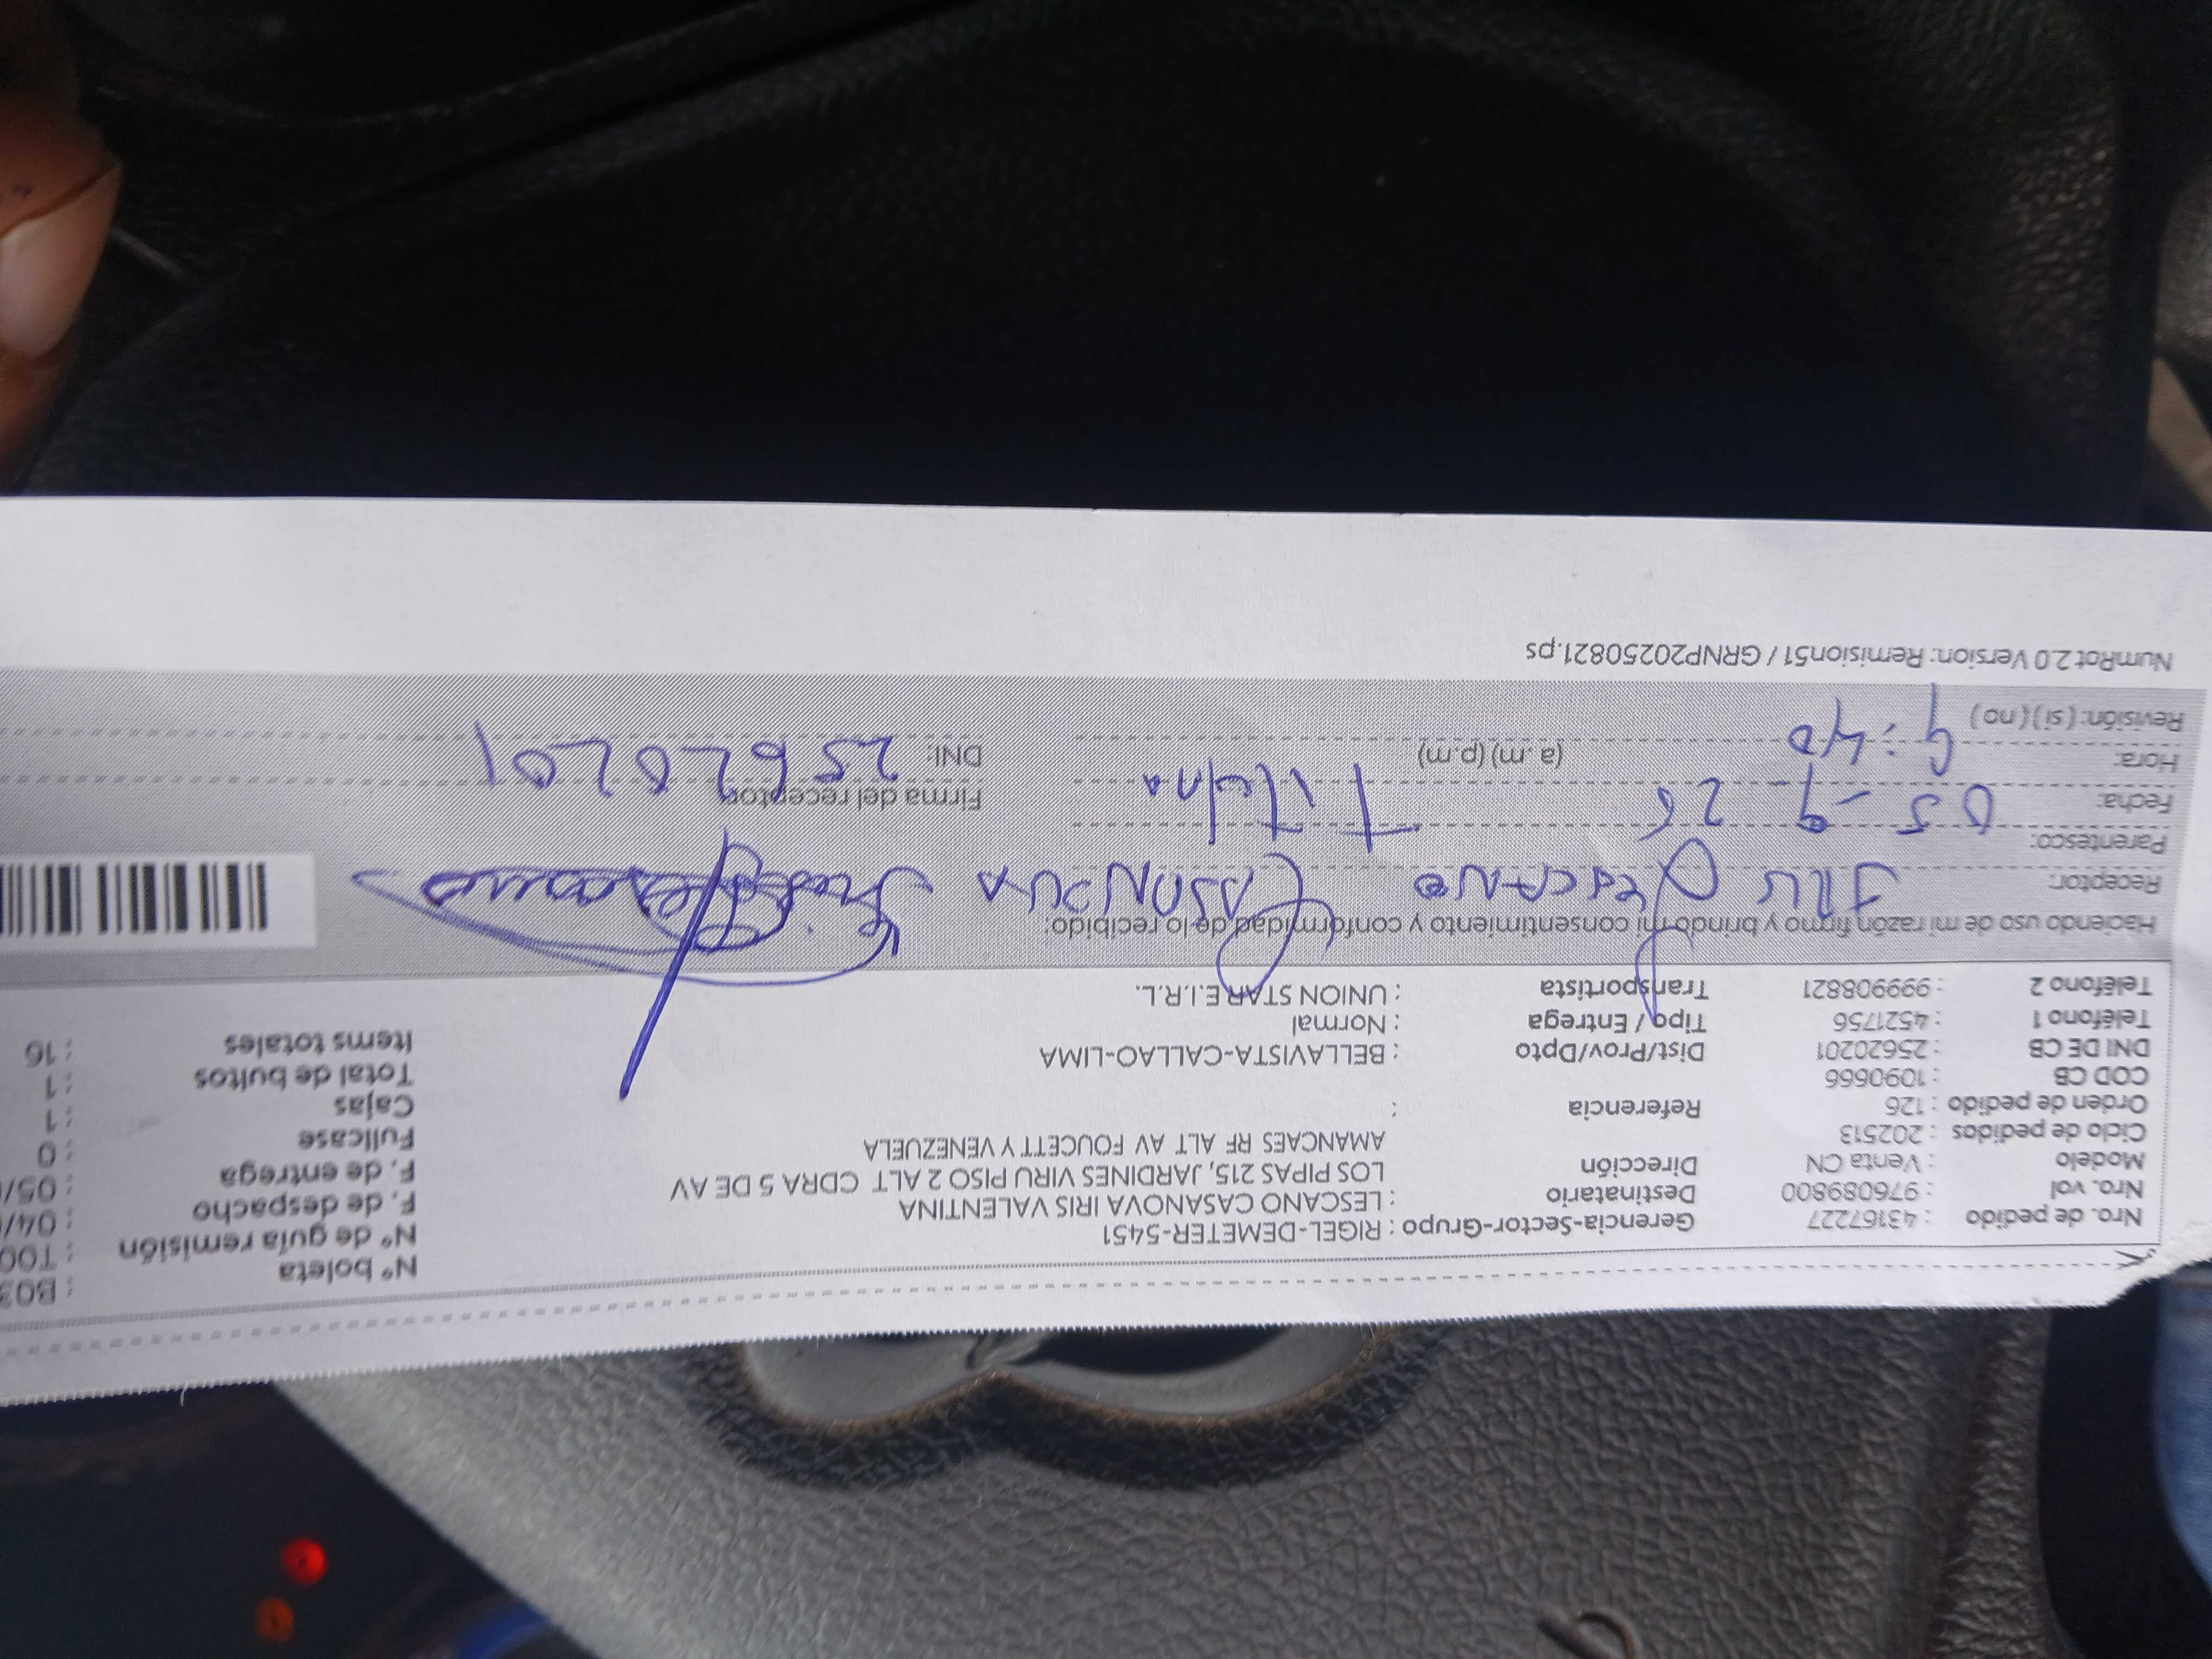 Nro. de pedido : 43167227 Gerencia-Sector-Grupo : RIGEL-DEMETER-5451 N° boleta : B03
Nro. vol : 976089800 Destinatario : LESCANO CASANOVA IRIS VALENTINA N° de guía remisión : T00
Modelo : Venta CN Dirección LOS PIPAS 215, JARDINES VIRU PISO 2 ALT CDRA 5 DE AV F. de despacho : 04/
Ciclo de pedidos : 202513 AMANCAES RF ALT AV FOUCETT Y VENEZUELA F. de entrega : 05/
Orden de pedido : 126 Referencia : Fullcase : 0
COD CB : 1090666 Cajas : 1
DNI DE CB : 25620201 Dist/Prov/Dpto : BELLAVISTA-CALLAO-LIMA Total de bultos : 1
Teléfono 1 : 4521756 Tipo / Entrega : Normal Items totales : 16
Teléfono 2 : 999908821 Transportista : UNION STAR E.I.R.L.
Haciendo uso de mi razón firmo y brindo mi consentimiento y conformidad de lo recibido:
Receptor: IRIS Lescano Casanova
Parentesco: Titular
Fecha: 05-9-25 Firma del receptor
Hora: 9:40 (a.m) (p.m) DNI: 25620201
Revisión: (si) (no)
NumRot 2.0 Version: Remision51 / GRNP20250821.ps